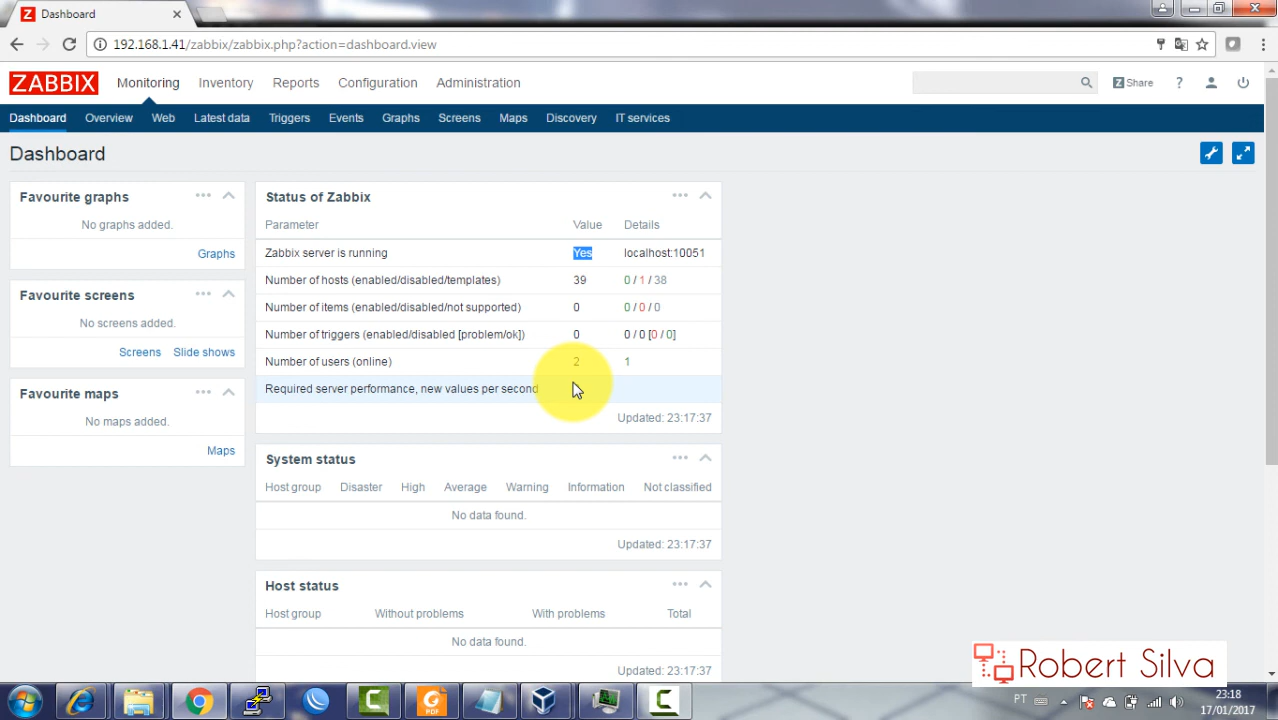 Dashboard
192.168.1.41/zabbix/zabbix.php?action=dashboard.view
ZABBIX Monitoring Inventory Reports Configuration Administration Z Share ?
Dashboard Overview Web Latest data Triggers Events Graphs Screens Maps Discovery IT services
Dashboard
Favourite graphs
No graphs added.
Graphs
Favourite screens
No screens added.
Screens Slide shows
Favourite maps
No maps added.
Maps
Status of Zabbix
Parameter Value Details
Zabbix server is running Yes localhost:10051
Number of hosts (enabled/disabled/templates) 39 0 / 1 / 38
Number of items (enabled/disabled/not supported) 0 0 / 0 / 0
Number of triggers (enabled/disabled [problem/ok]) 0 0 / 0 [0 / 0]
Number of users (online) 2 1
Required server performance, new values per second
Updated: 23:17:37
System status
Host group Disaster High Average Warning Information Not classified
No data found.
Updated: 23:17:37
Host status
Host group Without problems With problems Total
No data found.
Updated: 23:17:37
Robert Silva
PT 23:18
17/01/2017